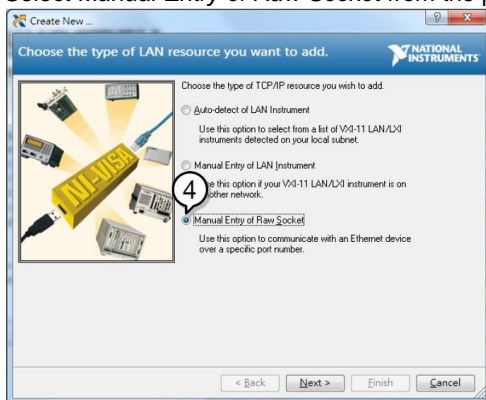 Select Manual Entry of Raw Socket from the
Create New ...
Choose the type of LAN resource you want to add.
NATIONAL
INSTRUMENTS
Choose the type of TCP/IP resource you wish to add.
Auto-detect of LAN Instrument
Use this option to select from a list of VXI-11 LAN/LXI
instruments detected on your local subnet.
Manual Entry of LAN Instrument
this option if your VXI-11 LAN/LXI instrument is on
other network.
4
Manual Entry of Raw Socket
Use this option to communicate with an Ethernet device
over a specific port number.
NI-VISA
< Back
Next >
Finish
Cancel